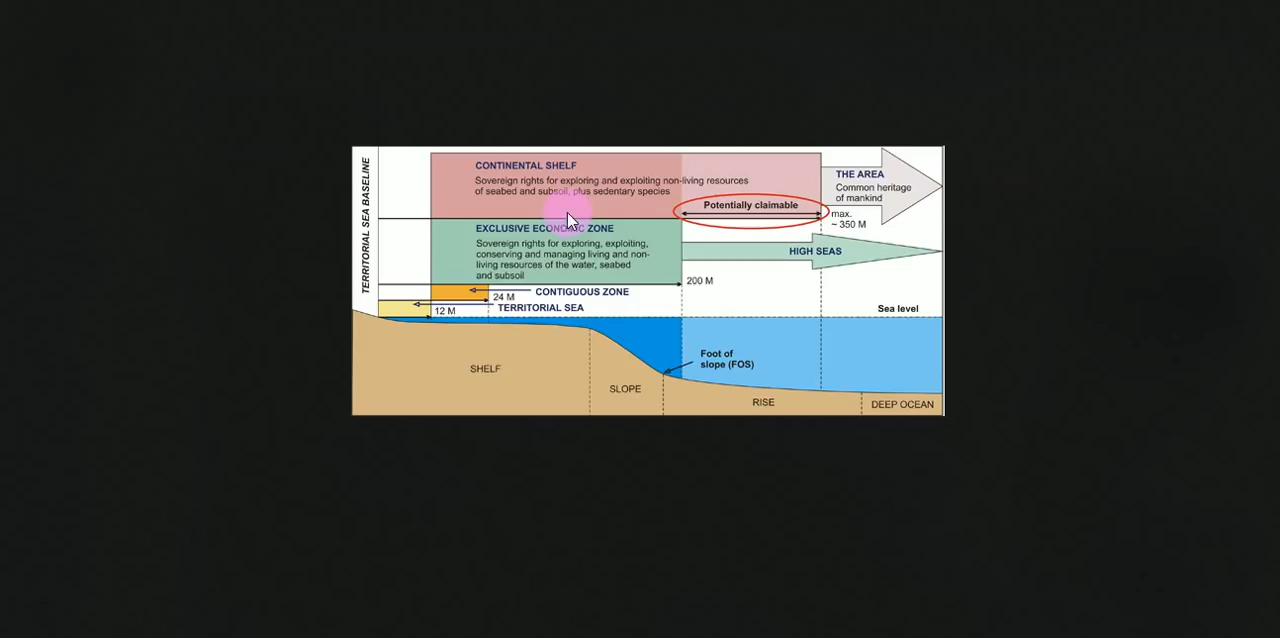 TERRITORIAL SEA BASELINE
CONTINENTAL SHELF
Sovereign rights for exploring and exploiting non-living resources
of seabed and subsoil, plus sedentary species
Potentially claimable
THE AREA
Common heritage
of mankind
max.
~ 350 M
EXCLUSIVE ECONOMIC ZONE
Sovereign rights for exploring, exploiting,
conserving and managing living and non-
living resources of the water, seabed
and subsoil
HIGH SEAS
200 M
CONTIGUOUS ZONE
24 M
TERRITORIAL SEA
12 M
Sea level
Foot of
slope (FOS)
SHELF
SLOPE
RISE
DEEP OCEAN